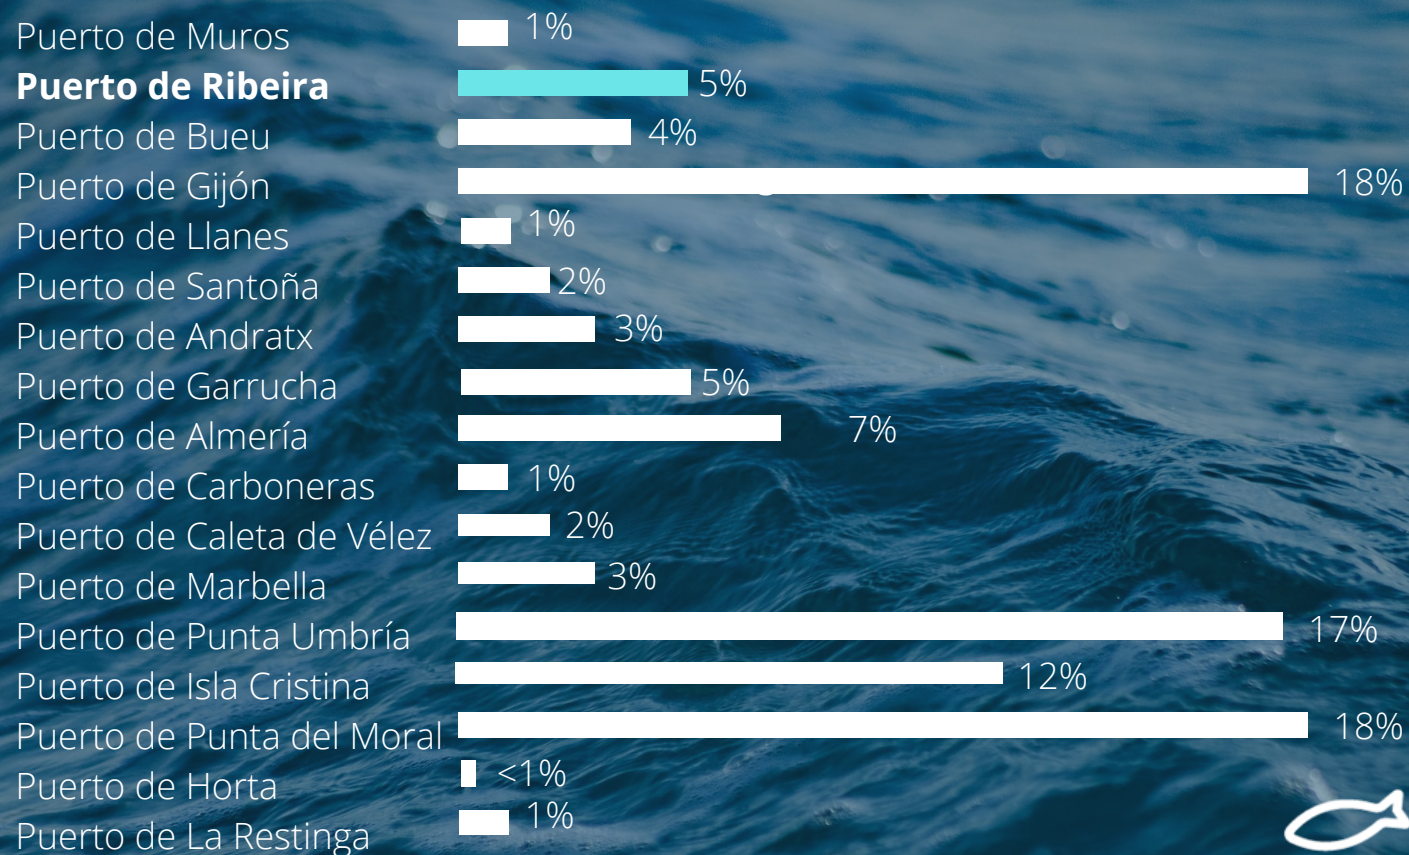 Puerto de Muros 1%
Puerto de Ribeira 5%
Puerto de Bueu 4%
Puerto de Gijón 18%
Puerto de Llanes 1%
Puerto de Santoña 2%
Puerto de Andratx 3%
Puerto de Garrucha 5%
Puerto de Almería 7%
Puerto de Carboneras 1%
Puerto de Caleta de Vélez 2%
Puerto de Marbella 3%
Puerto de Punta Umbría 17%
Puerto de Isla Cristina 12%
Puerto de Punta del Moral 18%
Puerto de Horta <1%
Puerto de La Restinga 1%